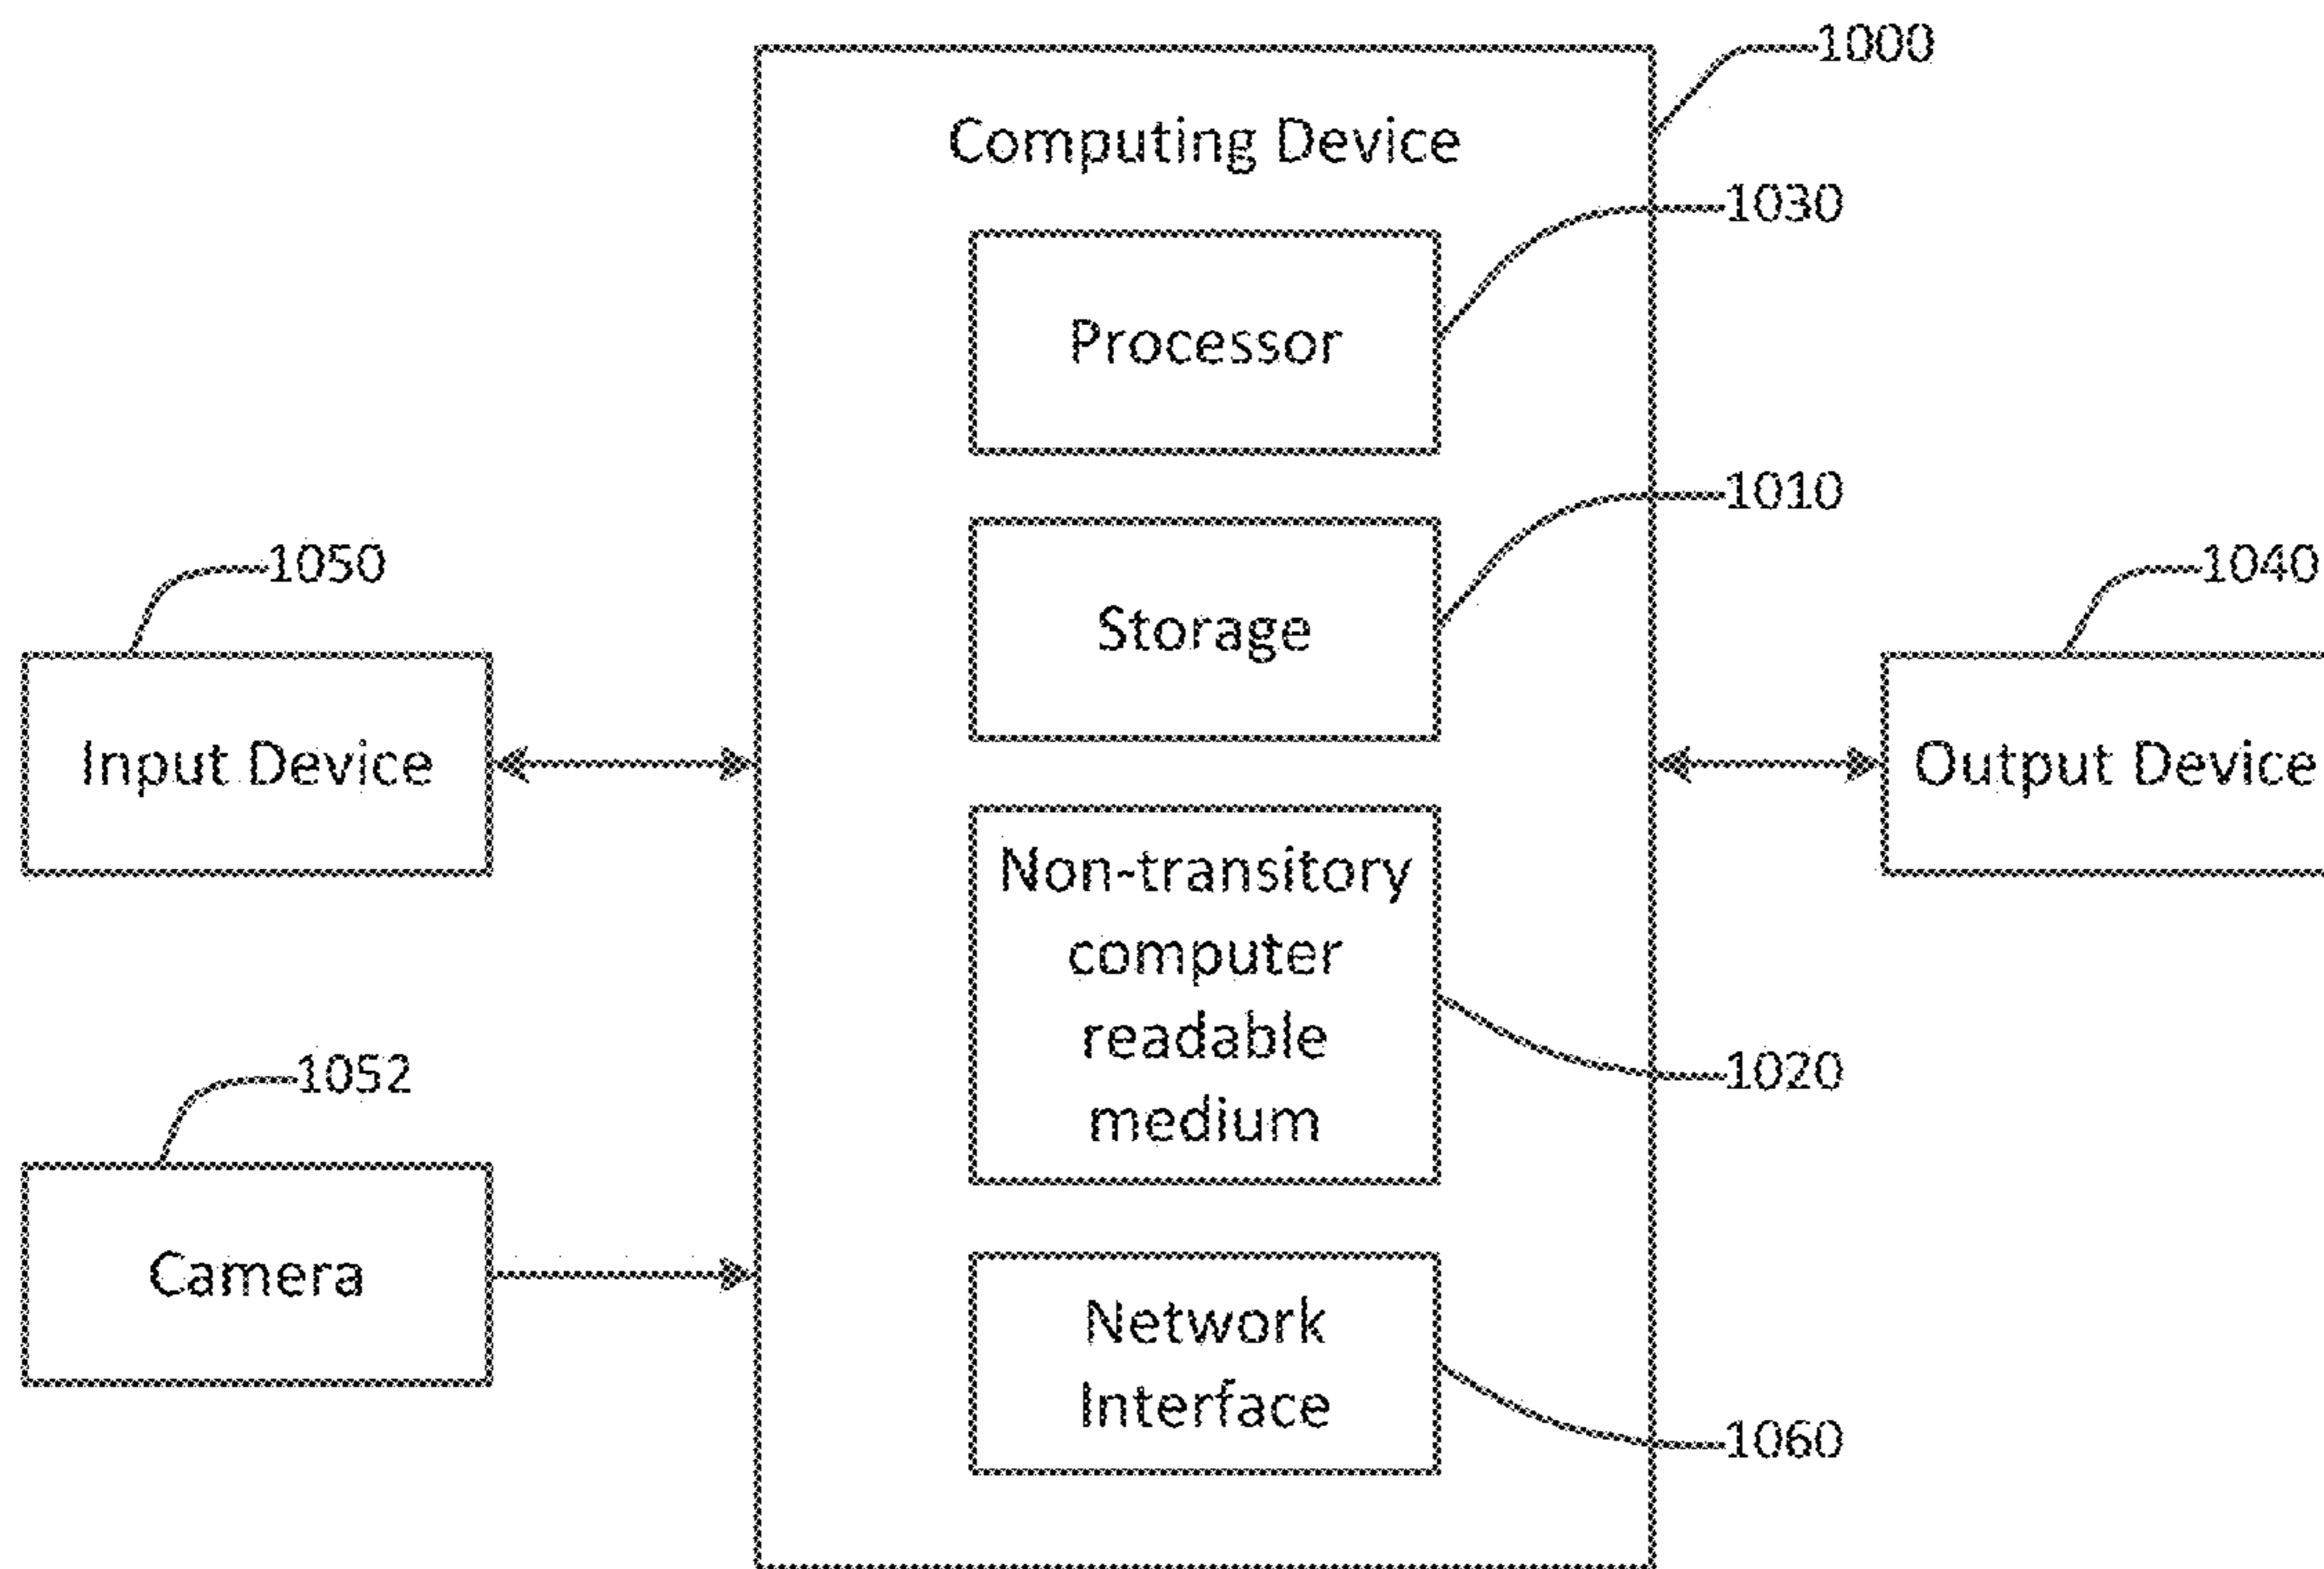 1000
Computing Device
1030
Processor
1010
Storage
1050
Input Device
1040
Output Device
Non-transitory
computer
readable
medium
1020
1052
Camera
Network
Interface
1060